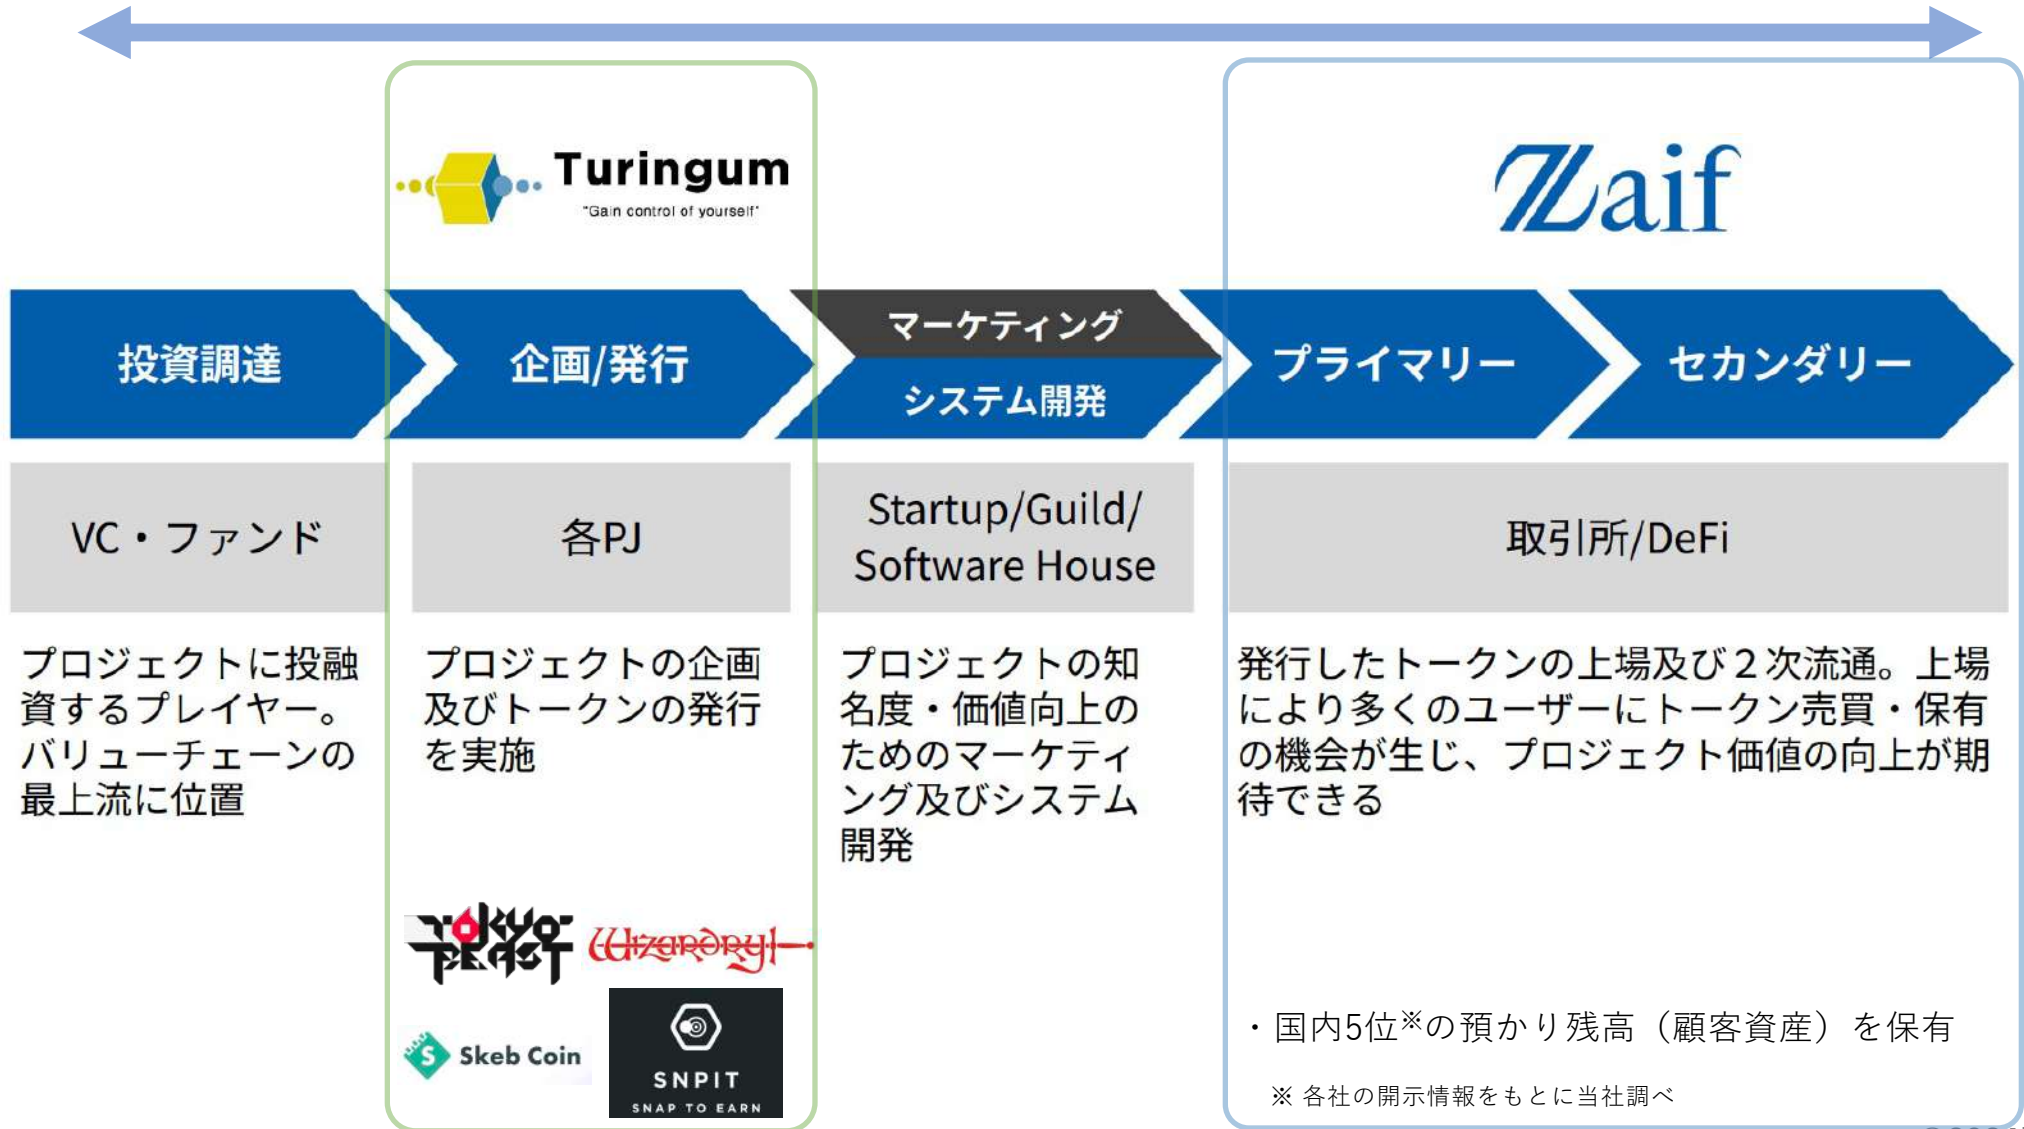 Turingum
"Gain control of yourself"
Zaif
投資調達
企画/発行
マーケティング
システム開発
プライマリー
セカンダリー
VC・ファンド
各PJ
Startup/Guild/
Software House
取引所/DeFi
プロジェクトに投融
資するプレイヤー。
バリューチェーンの
最上流に位置
プロジェクトの企画
及びトークンの発行
を実施
プロジェクトの知
名度・価値向上の
ためのマーケティ
ング及びシステム
開発
発行したトークンの上場及び２次流通。上場
により多くのユーザーにトークン売買・保有
の機会が生じ、プロジェクト価値の向上が期
待できる
Wizardry
Skeb Coin
SNPIT
SNAP TO EARN
・国内5位※の預かり残高（顧客資産）を保有
※ 各社の開示情報をもとに当社調べ